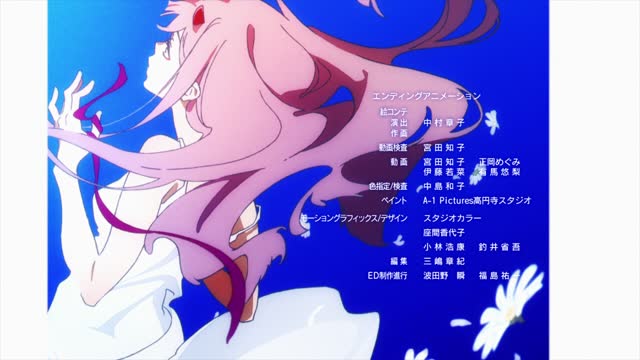 エンディングアニメーション
絵コンテ
演出 中村章子
作画
動画検査 宮田知子
動画 宮田知子 正岡めぐみ
伊藤若菜 有馬悠梨
色指定/検査 中島和子
ペイント A-1 Pictures高円寺スタジオ
モーショングラフィックス/デザイン スタジオカラー
座間香代子
小林浩康 釣井省吾
編集 三嶋章紀
ED制作進行 波田野 瞬 福島祐一